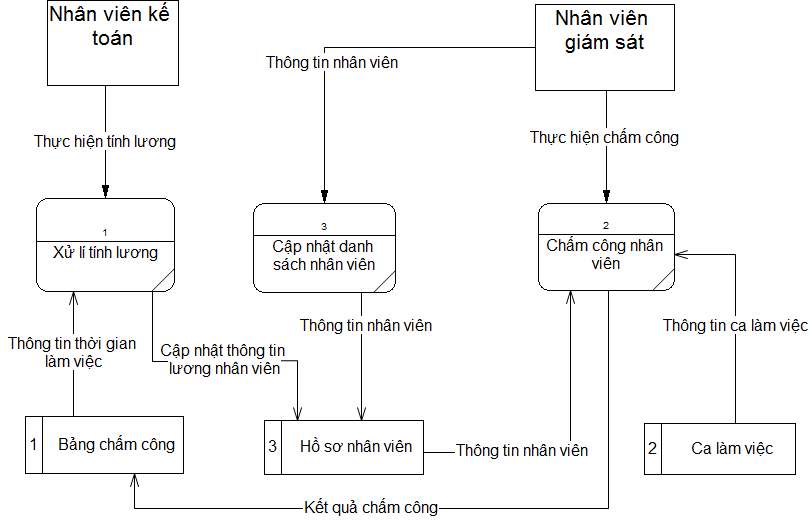 Nhân viên kế
toán
Nhân viên
giám sát
Thông tin nhân viên
Thực hiện tính lương
Thực hiện chấm công
1
Xử lí tính lương
3
Cập nhật danh
sách nhân viên
2
Chấm công nhân
viên
Thông tin thời gian
làm việc
Cập nhật thông tin
lương nhân viên
Thông tin nhân viên
Thông tin ca làm việc
1 Bảng chấm công
3 Hồ sơ nhân viên
Thông tin nhân viên
2 Ca làm việc
Kết quả chấm công